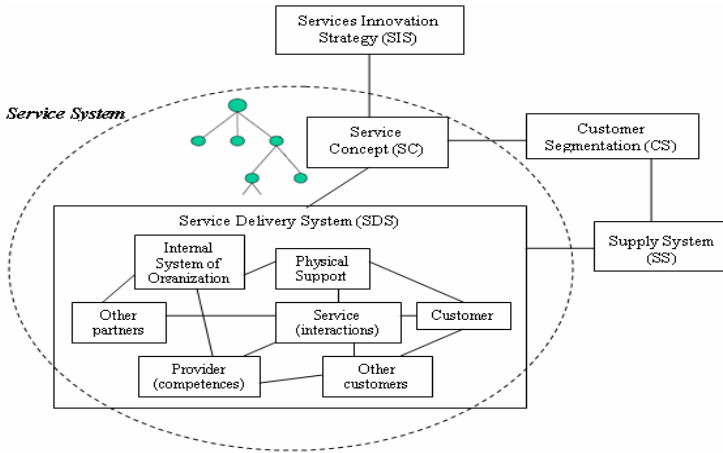 Services Innovation
Strategy (SIS)
Service System
Service
Concept (SC)
Customer
Segmentation (CS)
Service Delivery System (SDS)
Supply System
(SS)
Internal
System of
Organization
Physical
Support
Other
partners
Service
(interactions)
Customer
Provider
(competences)
Other
customers